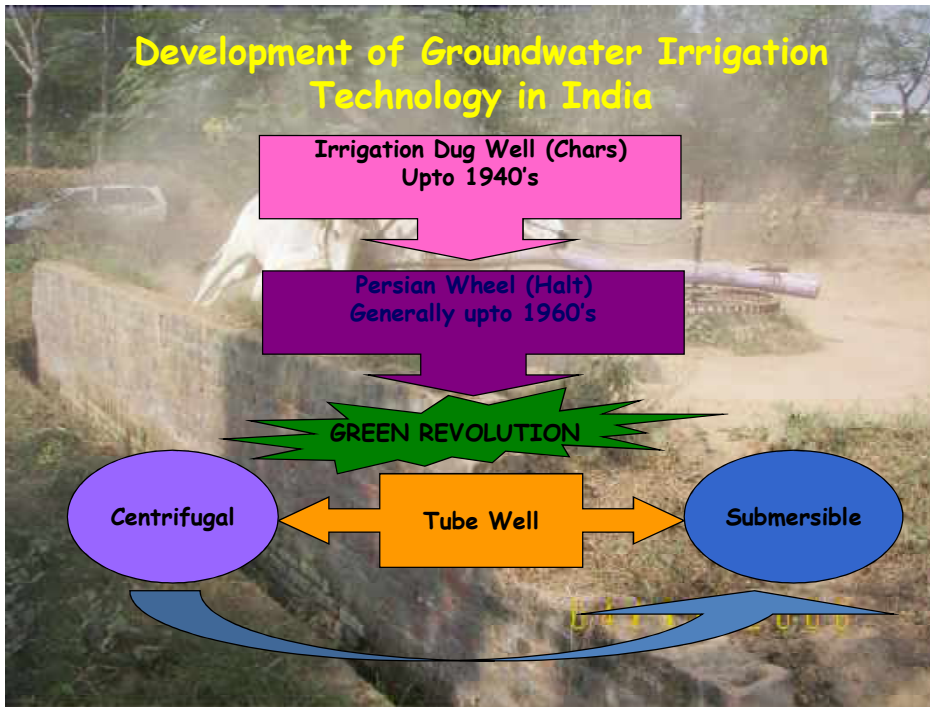 Development of Groundwater Irrigation
Technology in India
Irrigation Dug Well (Chars)
Upto 1940's
Persian Wheel (Halt)
Generally upto 1960's
GREEN REVOLUTION
Centrifugal
Tube Well
Submersible